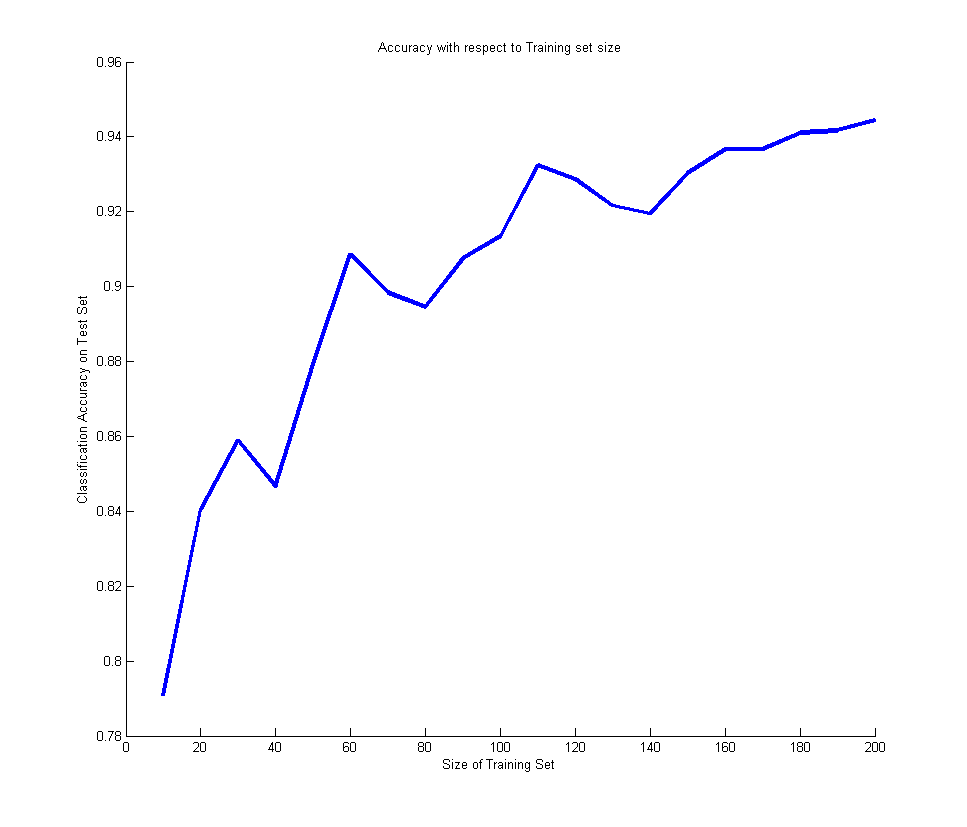 Accuracy with respect to Training set size
0.96
0.94
0.92
0.9
0.88
0.86
0.84
0.82
0.8
0.78
Classification Accuracy on Test Set
0 20 40 60 80 100 120 140 160 180 200
Size of Training Set